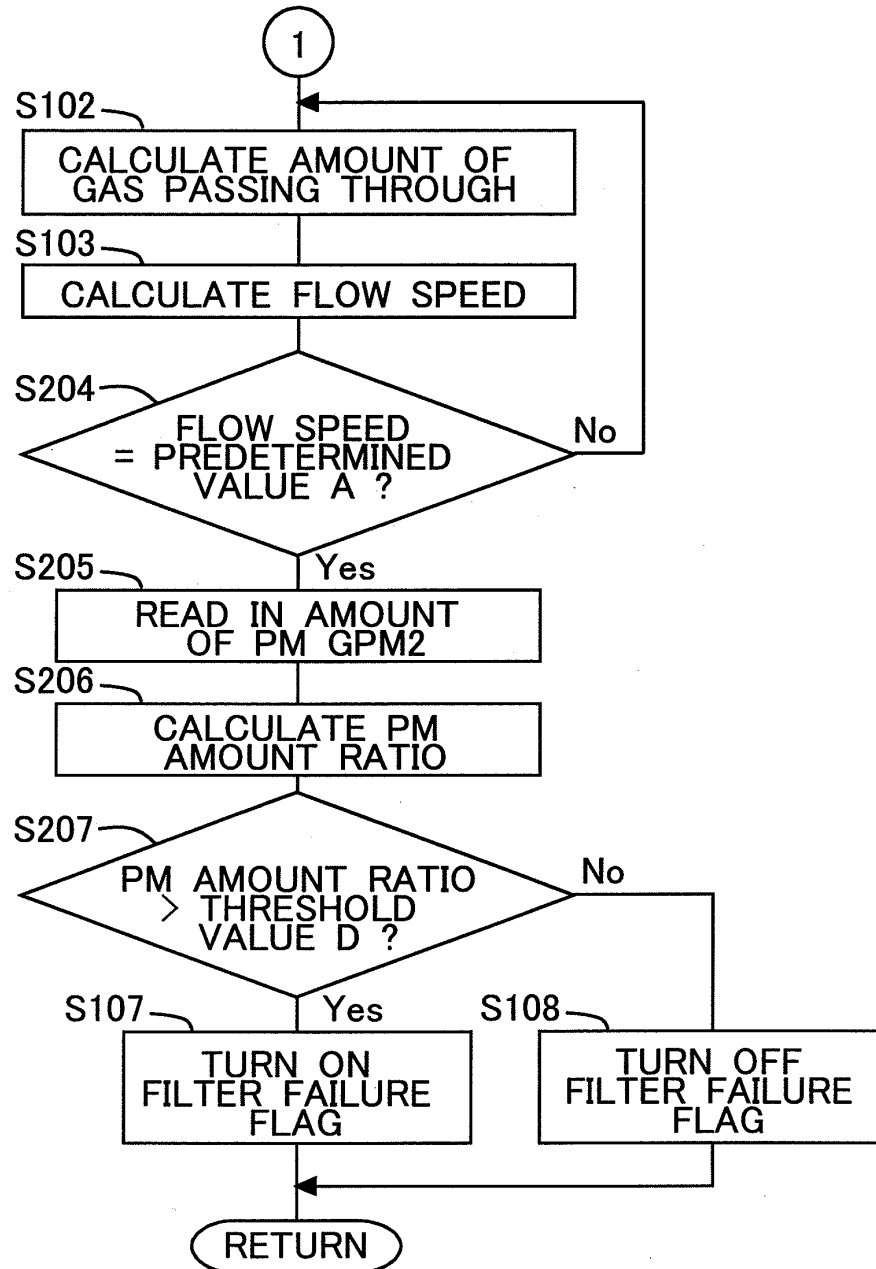 1
S102
CALCULATE AMOUNT OF
GAS PASSING THROUGH
S103
CALCULATE FLOW SPEED
S204
FLOW SPEED
= PREDETERMINED
VALUE A ?
No
Yes
S205
READ IN AMOUNT
OF PM GPM2
S206
CALCULATE PM
AMOUNT RATIO
S207
PM AMOUNT RATIO
> THRESHOLD
VALUE D ?
No
Yes
S107
TURN ON
FILTER FAILURE
FLAG
S108
TURN OFF
FILTER FAILURE
FLAG
RETURN